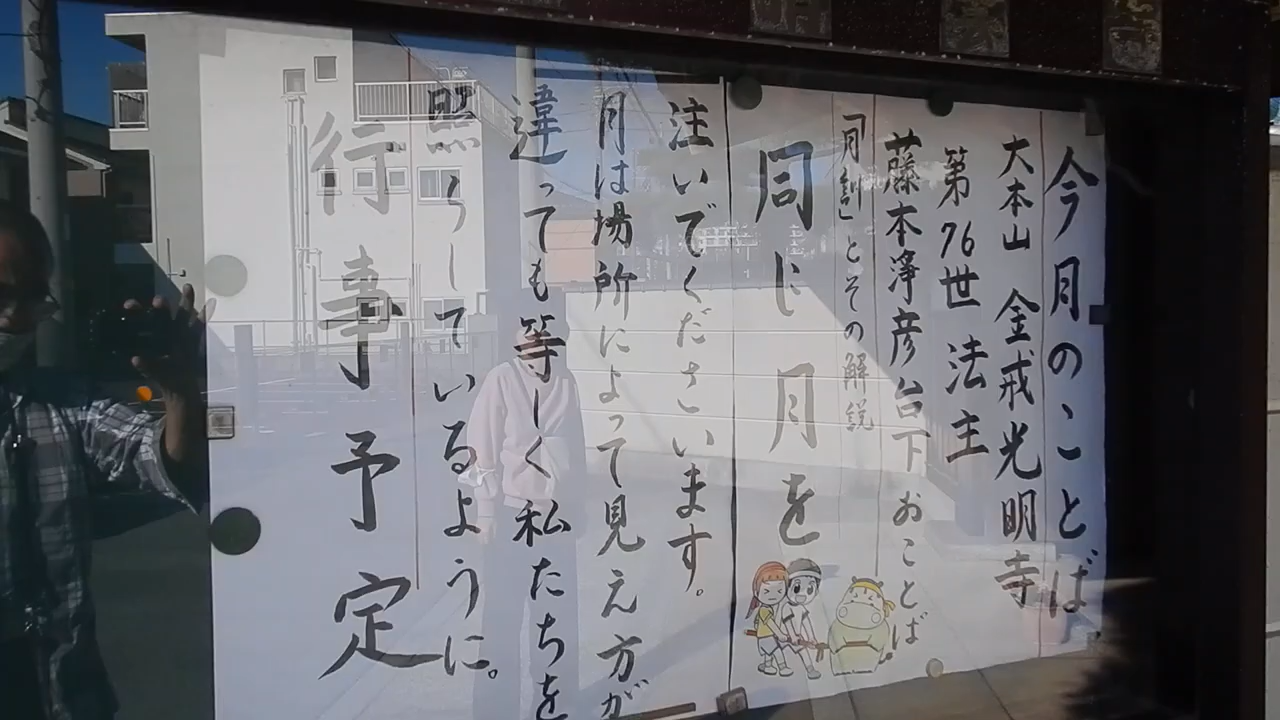 今月のことば
大本山 金戒光明寺
第76世 法主
藤本淨彦台下おことば
「月訓」とその解説
同じ月を
注いでくださいます。
月は場所によって見え方が
違っても等しく私たちを
照らしているように。
行事予定